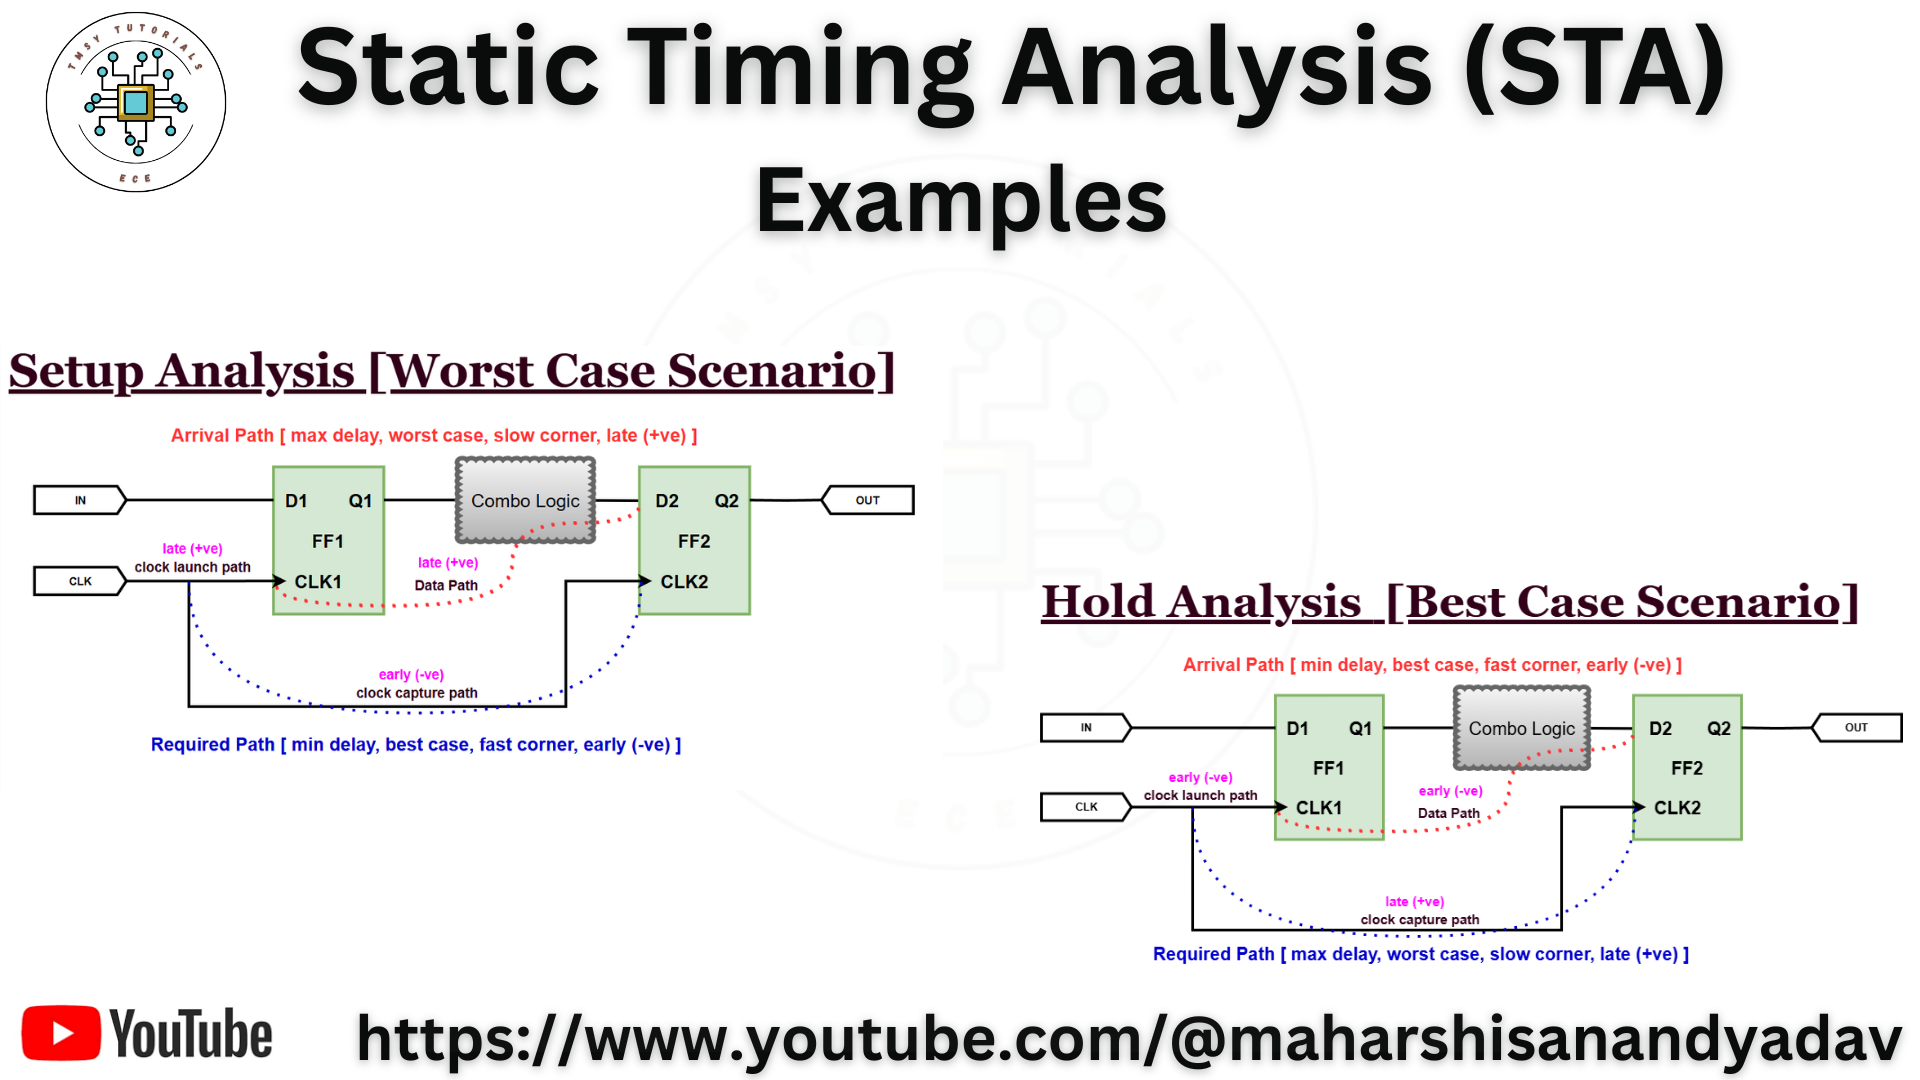 TMSY TUTORIALS
ECE
Static Timing Analysis (STA)
Examples
Setup Analysis [Worst Case Scenario]
Arrival Path [ max delay, worst case, slow corner, late (+ve) ]
IN
D1
Q1
Combo Logic
D2
Q2
OUT
FF1
FF2
late (+ve)
clock launch path
late (+ve)
Data Path
CLK
CLK1
CLK2
early (-ve)
clock capture path
Required Path [ min delay, best case, fast corner, early (-ve) ]
Hold Analysis [Best Case Scenario]
Arrival Path [ min delay, best case, fast corner, early (-ve) ]
IN
D1
Q1
Combo Logic
D2
Q2
OUT
FF1
FF2
early (-ve)
clock launch path
early (-ve)
Data Path
CLK
CLK1
CLK2
late (+ve)
clock capture path
Required Path [ max delay, worst case, slow corner, late (+ve) ]
YouTube
https://www.youtube.com/@maharshisanandyadav